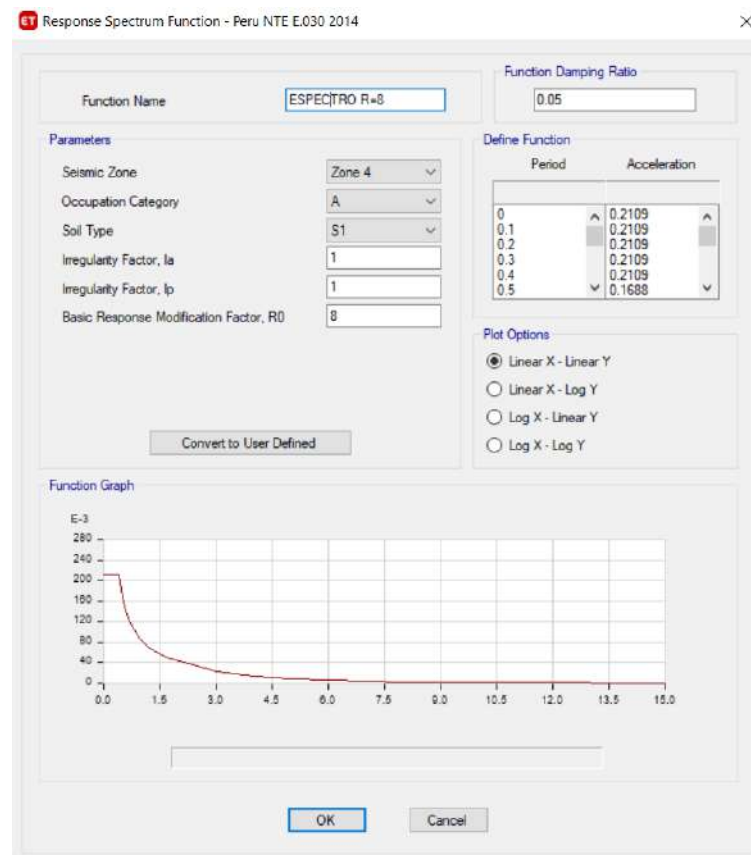 ET Response Spectrum Function - Peru NTE E.030 2014
Function Name
ESPECTRO R=8
Function Damping Ratio
0.05
Parameters
Seismic Zone
Zone 4
Occupation Category
A
Soil Type
S1
Irregularity Factor, Ia
1
Irregularity Factor, Ip
1
Basic Response Modification Factor, R0
8
Convert to User Defined
Define Function
Period Acceleration
0 0.2109
0.1 0.2109
0.2 0.2109
0.3 0.2109
0.4 0.2109
0.5 0.1688
Plot Options
Linear X - Linear Y
Linear X - Log Y
Log X - Linear Y
Log X - Log Y
Function Graph
E-3
280
240
200
160
120
80
40
0
0.0 1.5 3.0 4.5 6.0 7.5 9.0 10.5 12.0 13.5 15.0
OK Cancel